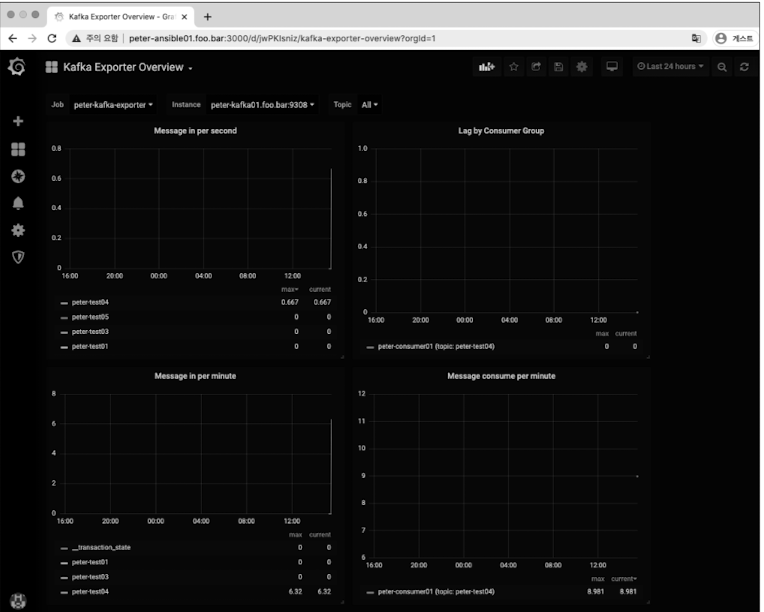 Kafka Exporter Overview - Gra
주의 요함 peter-ansible01.foo.bar:3000/d/jwPKIsniz/kafka-exporter-overview?orgId=1 게스트
Kafka Exporter Overview Last 24 hours
Job peter-kafka-exporter Instance peter-kafka01.foo.bar:9308 Topic All
Message in per second
0.8
0.6
0.4
0.2
0
16:00 20:00 00:00 04:00 08:00 12:00
max current
peter-test04 0.667 0.667
peter-test05 0 0
peter-test03 0 0
peter-test01 0 0
Lag by Consumer Group
1.0
0.8
0.6
0.4
0.2
0
16:00 20:00 00:00 04:00 08:00 12:00
max current
peter-consumer01 (topic: peter-test04) 0 0
Message in per minute
8
6
4
2
0
16:00 20:00 00:00 04:00 08:00 12:00
max current
__transaction_state 0 0
peter-test01 0 0
peter-test03 0 0
peter-test04 6.32 6.32
Message consume per minute
12
11
10
9
8
7
6
16:00 20:00 00:00 04:00 08:00 12:00
max current
peter-consumer01 (topic: peter-test04) 8.981 8.981